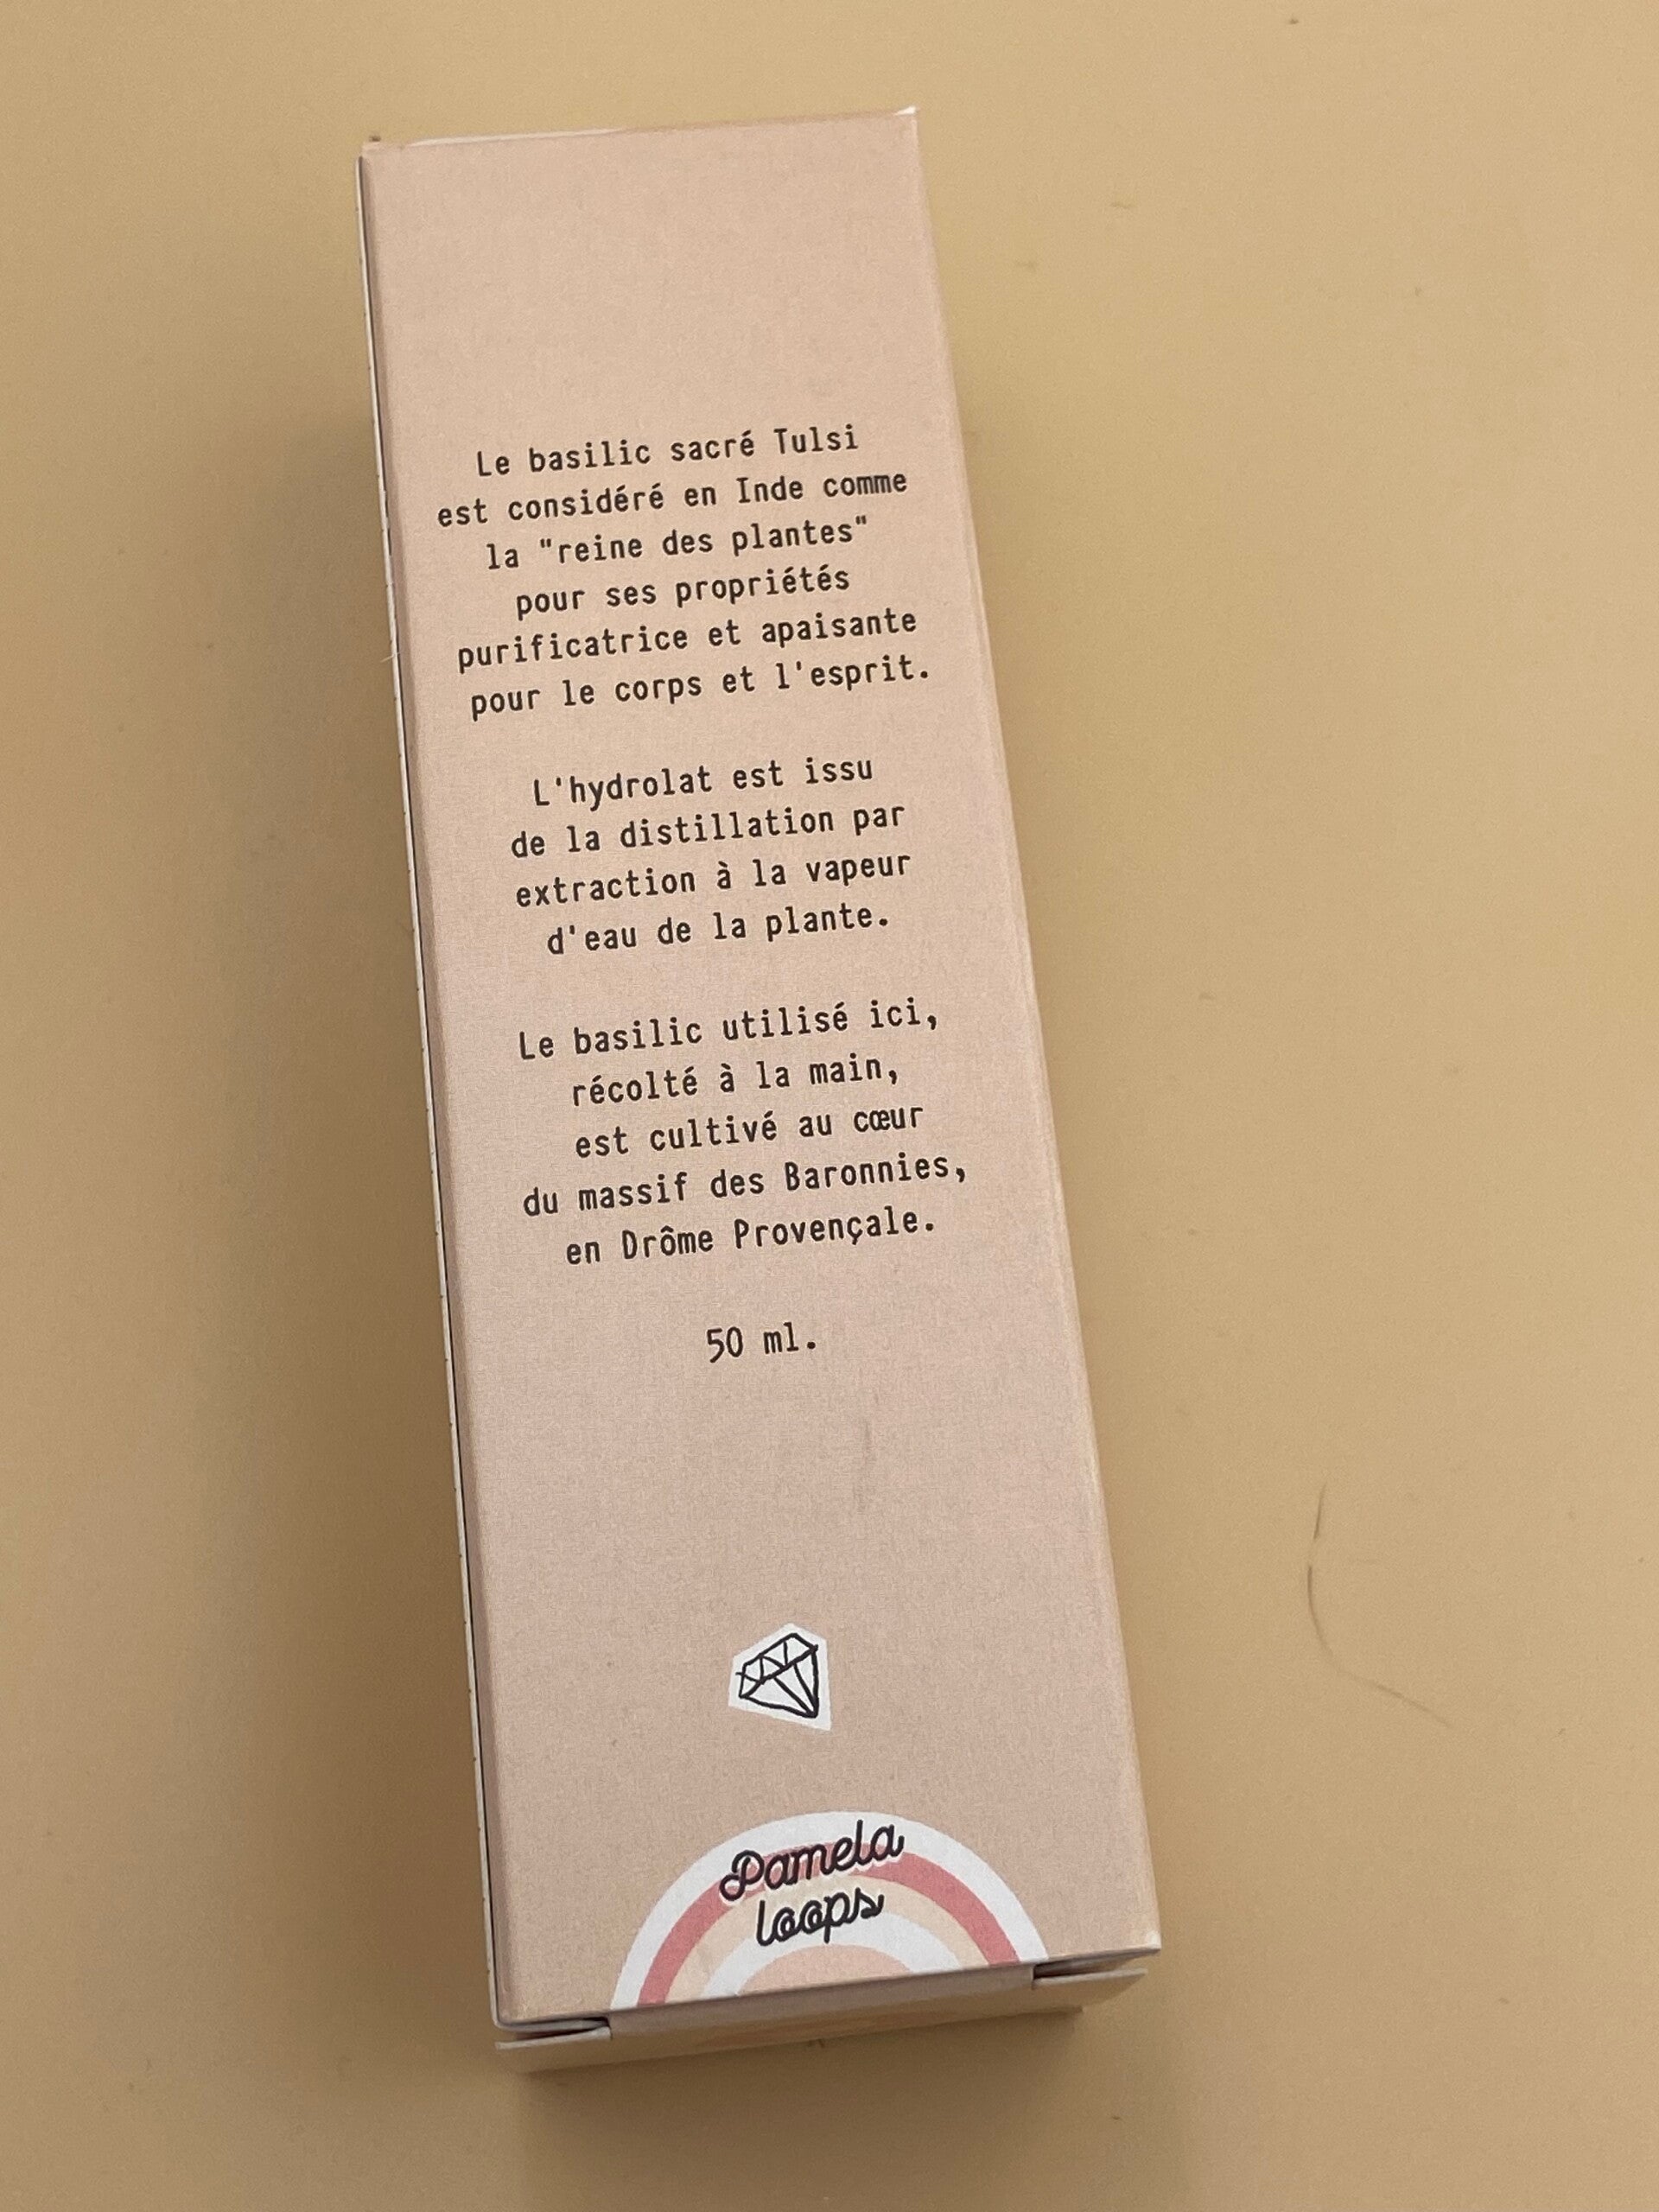 Le basilic sacré Tulsi
est considéré en Inde comme
la "reine des plantes"
pour ses propriétés
purificatrice et apaisante
pour le corps et l'esprit.
L'hydrolat est issu
de la distillation par
extraction à la vapeur
d'eau de la plante.
Le basilic utilisé ici,
récolté à la main,
est cultivé au cœur
du massif des Baronnies,
en Drôme Provençale.
50 ml.
Pamela
loops